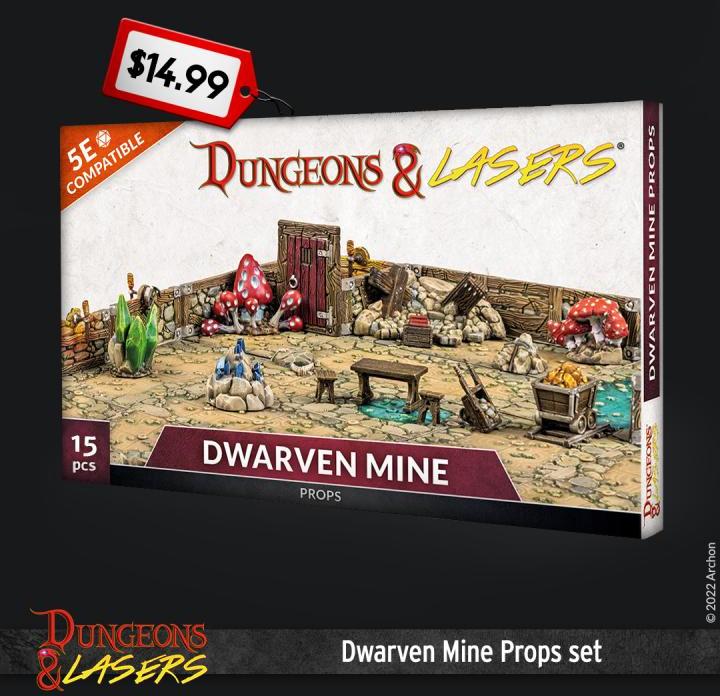 $14.99
5E
COMPATIBLE
DUNGEONS & LASERS®
DWARVEN MINE PROPS
DUNGEONS
& LASERS
15
pcs
DWARVEN MINE
PROPS
© 2022 Archon
DUNGEONS
& LASERS
Dwarven Mine Props set